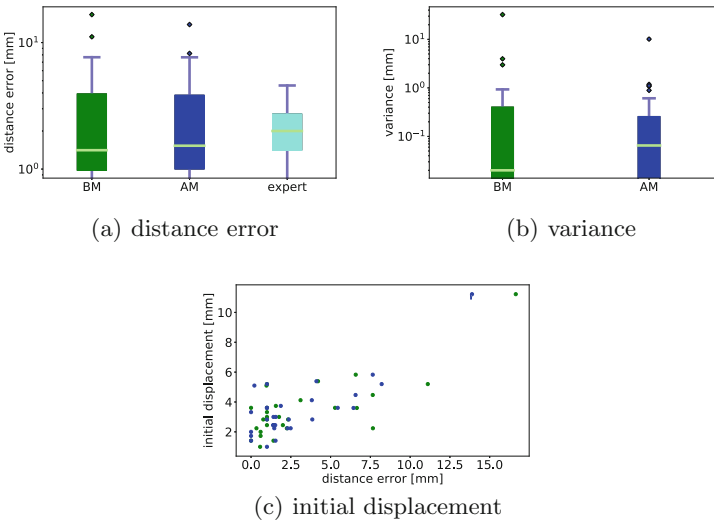 distance error [mm]
10¹
10⁰
BM AM expert
(a) distance error
variance [mm]
10¹
10⁰
10⁻¹
BM AM
(b) variance
initial displacement [mm]
10
8
6
4
2
0.0 2.5 5.0 7.5 10.0 12.5 15.0
distance error [mm]
(c) initial displacement